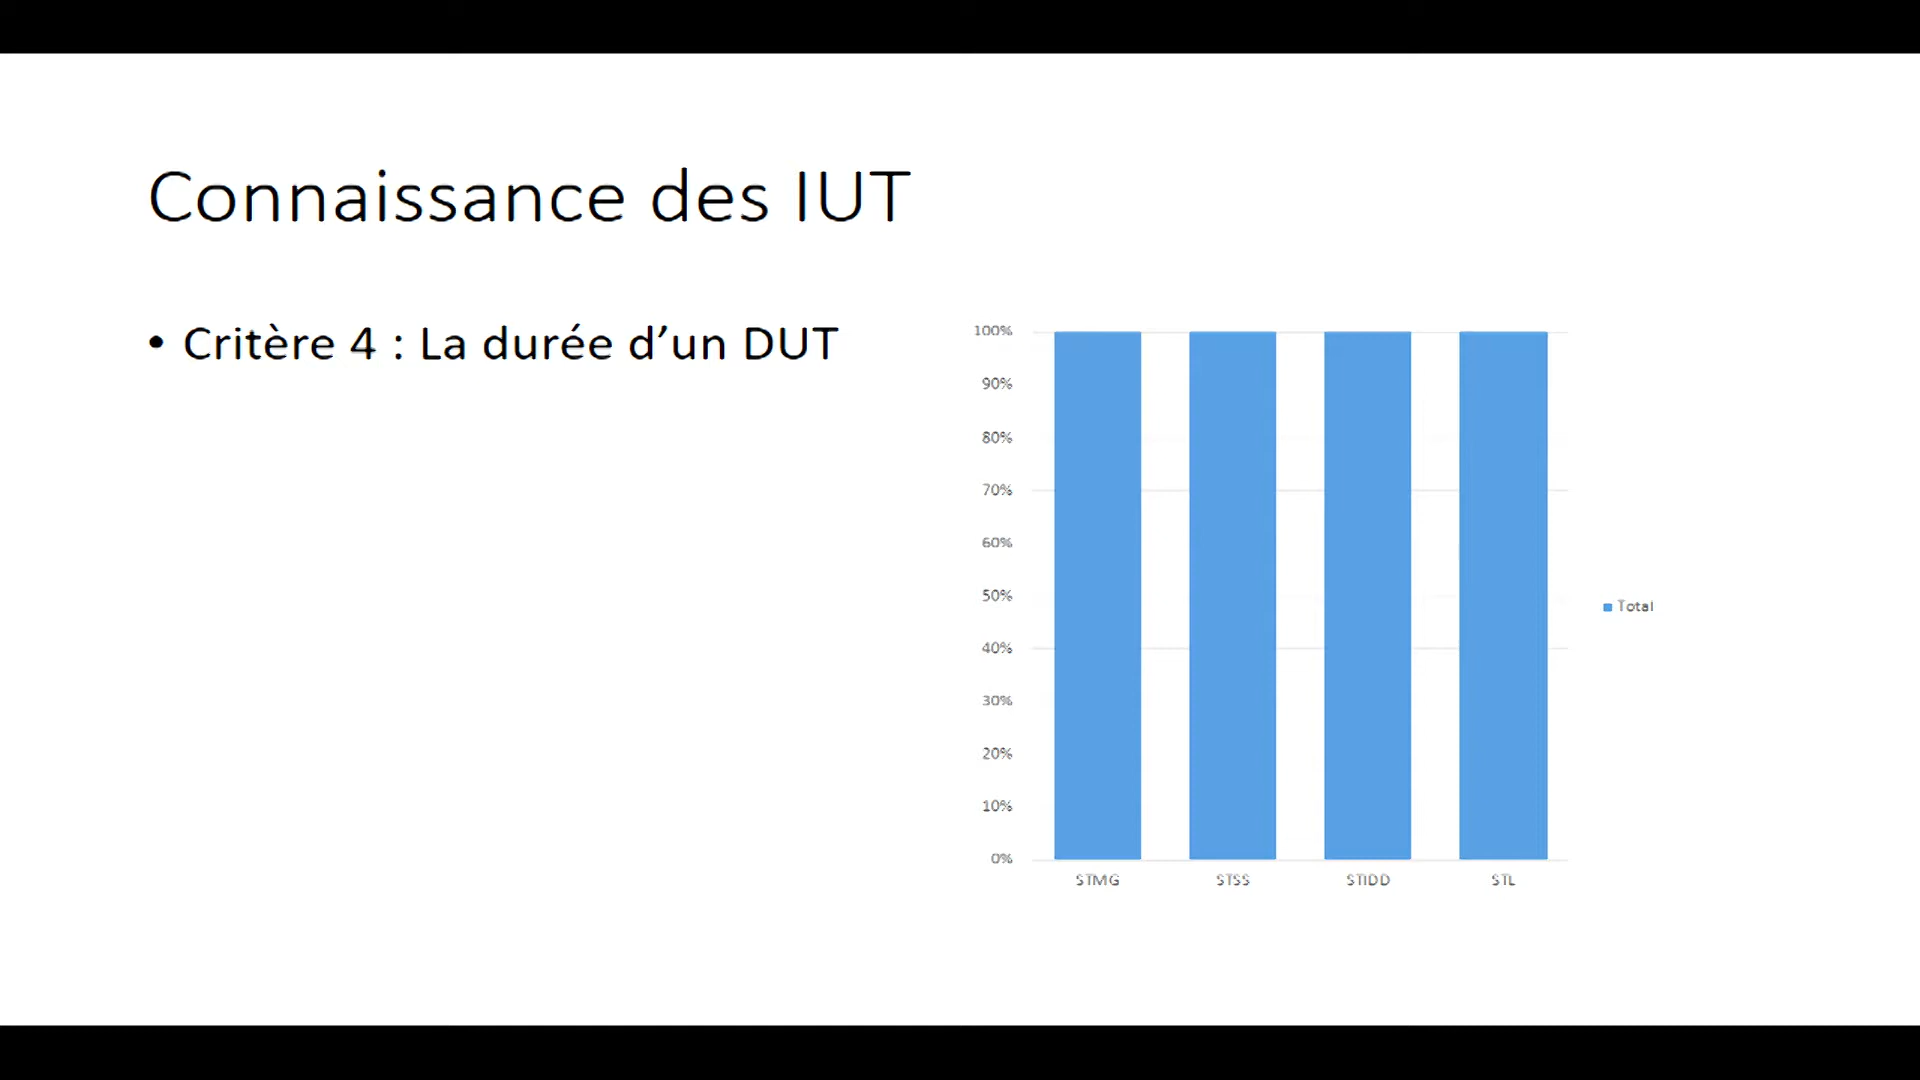 Connaissance des IUT
• Critère 4 : La durée d’un DUT
100%
90%
80%
70%
60%
50%
40%
30%
20%
10%
0%
STMG STSS STIDD STL
Total